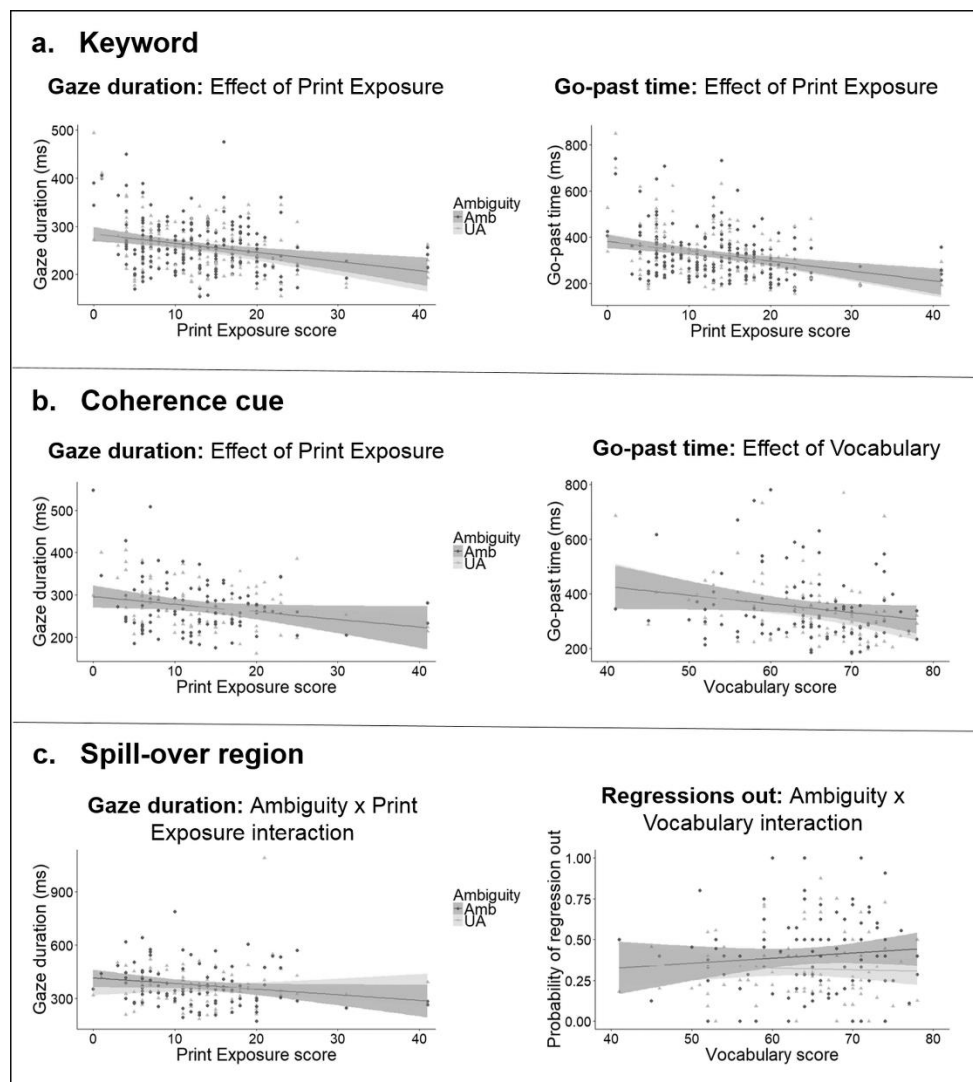 a. Keyword
Gaze duration: Effect of Print Exposure
Gaze duration (ms)
500
400
300
200
0
10
20
30
40
Print Exposure score
Ambiguity
Amb
UA
Go-past time: Effect of Print Exposure
Go-past time (ms)
800
600
400
200
0
10
20
30
40
Print Exposure score
b. Coherence cue
Gaze duration: Effect of Print Exposure
Gaze duration (ms)
500
400
300
200
0
10
20
30
40
Print Exposure score
Ambiguity
Amb
UA
Go-past time: Effect of Vocabulary
Go-past time (ms)
800
600
400
200
40
50
60
70
80
Vocabulary score
c. Spill-over region
Gaze duration: Ambiguity x Print
Exposure interaction
Gaze duration (ms)
900
600
300
0
10
20
30
40
Print Exposure score
Ambiguity
Amb
UA
Regressions out: Ambiguity x
Vocabulary interaction
Probability of regression out
1.00
0.75
0.50
0.25
0.00
40
50
60
70
80
Vocabulary score